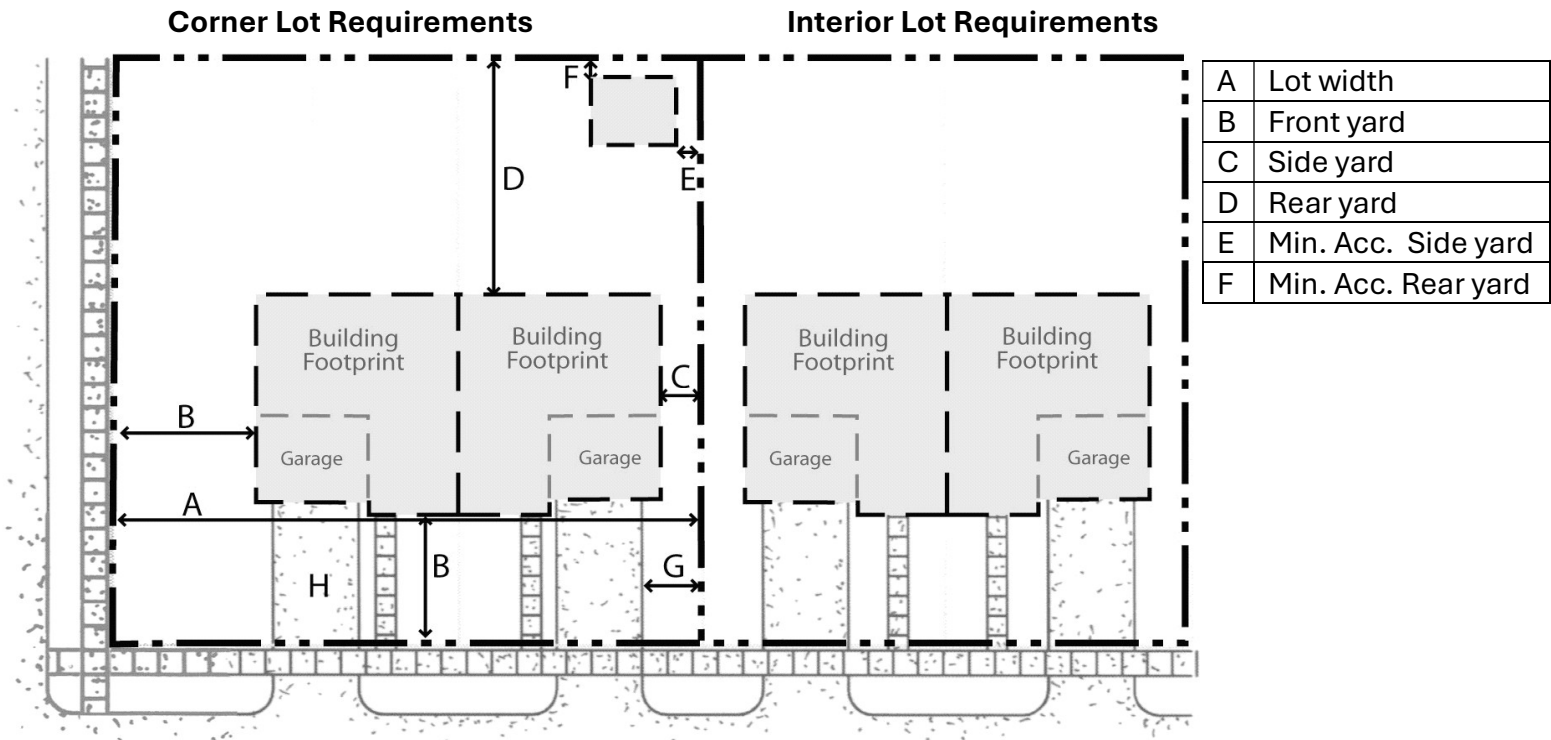 Corner Lot Requirements
Interior Lot Requirements
F
D
E
A Lot width
B Front yard
C Side yard
D Rear yard
E Min. Acc. Side yard
F Min. Acc. Rear yard
Building
Footprint
Building
Footprint
Building
Footprint
Building
Footprint
C
B
Garage
Garage
Garage
Garage
A
B
G
H